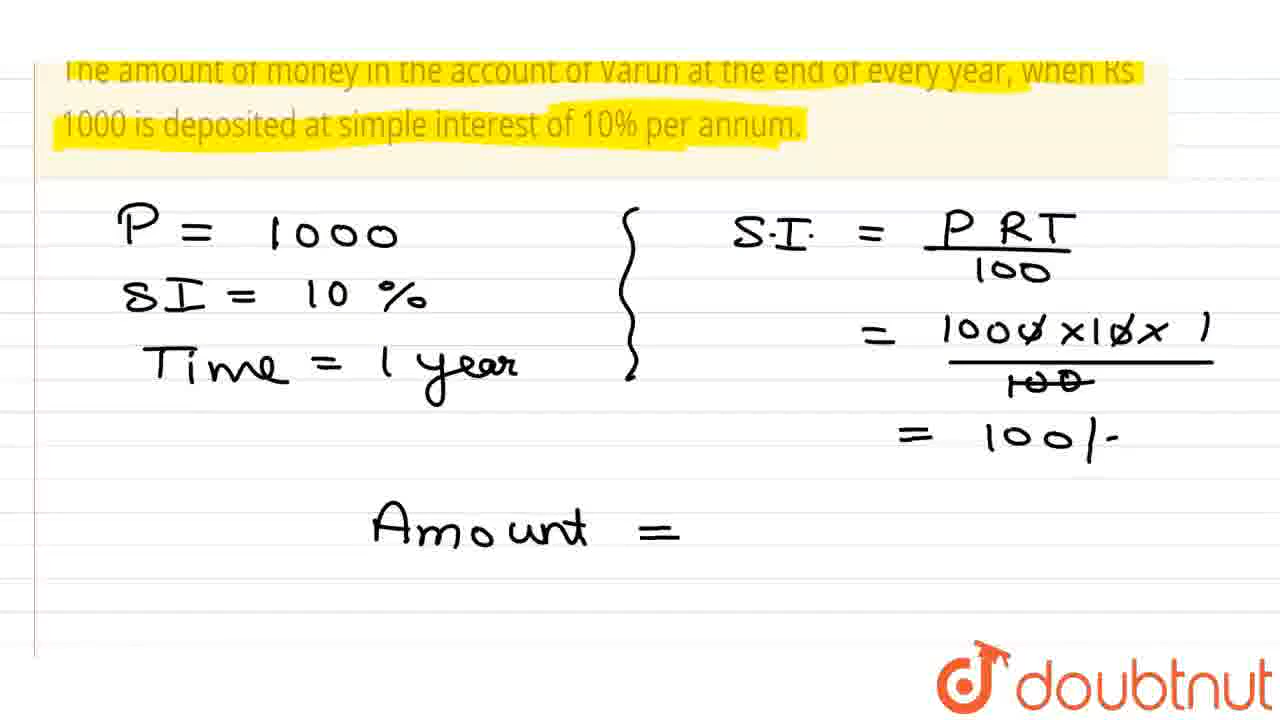 The amount of money in the account of Varun at the end of every year, when Rs
1000 is deposited at simple interest of 10% per annum.
P = 1000
SI = 10 %
Time = 1 year
S.I. = P RT
100
= 1000 x 10 x 1
100
= 100/-
Amount =
doubtnut